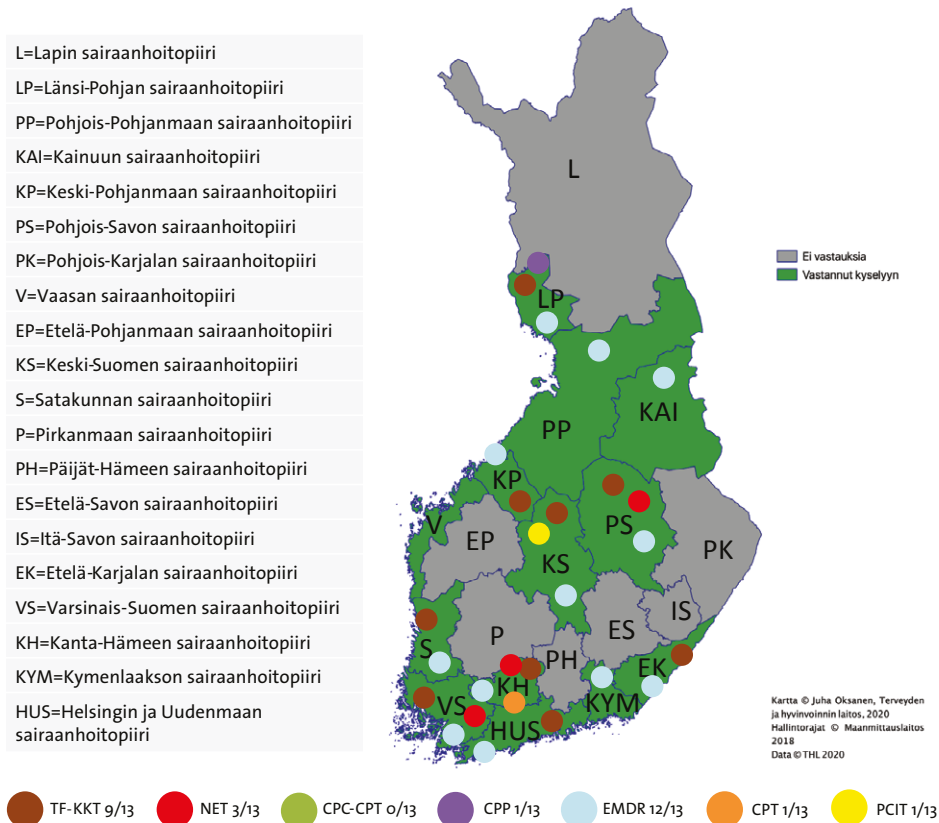 L=Lapin sairaanhoitopiiri
LP=Länsi-Pohjan sairaanhoitopiiri
PP=Pohjois-Pohjanmaan sairaanhoitopiiri
KAI=Kainuun sairaanhoitopiiri
KP=Keski-Pohjanmaan sairaanhoitopiiri
PS=Pohjois-Savon sairaanhoitopiiri
PK=Pohjois-Karjalan sairaanhoitopiiri
V=Vaasan sairaanhoitopiiri
EP=Etelä-Pohjanmaan sairaanhoitopiiri
KS=Keski-Suomen sairaanhoitopiiri
S=Satakunnan sairaanhoitopiiri
P=Pirkanmaan sairaanhoitopiiri
PH=Päijät-Hämeen sairaanhoitopiiri
ES=Etelä-Savon sairaanhoitopiiri
IS=Itä-Savon sairaanhoitopiiri
EK=Etelä-Karjalan sairaanhoitopiiri
VS=Varsinais-Suomen sairaanhoitopiiri
KH=Kanta-Hämeen sairaanhoitopiiri
KYM=Kymenlaakson sairaanhoitopiiri
HUS=Helsingin ja Uudenmaan
sairaanhoitopiiri
L
LP
KAI
PP
KP
V
EP
KS
PS
PK
S
P
PH
ES
IS
EK
KH
VS
HUS
KYM
Ei vastauksia
Vastannut kyselyyn
Kartta © Juha Oksanen, Terveyden
ja hyvinvoinnin laitos, 2020
Hallintorajat © Maanmittauslaitos
2018
Data © THL 2020
TF-KKT 9/13 NET 3/13 CPC-CPT 0/13 CPP 1/13 EMDR 12/13 CPT 1/13 PCIT 1/13